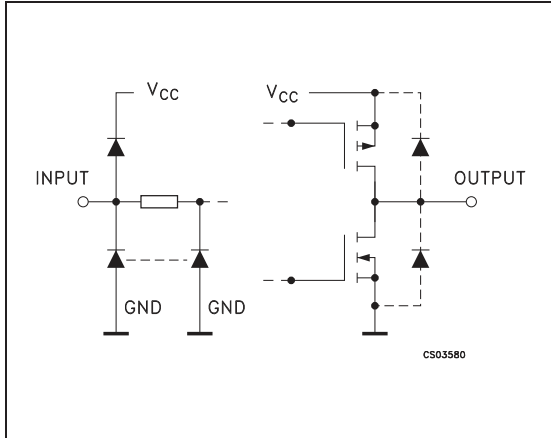 VCC
VCC
INPUT
OUTPUT
GND
GND
CS03580